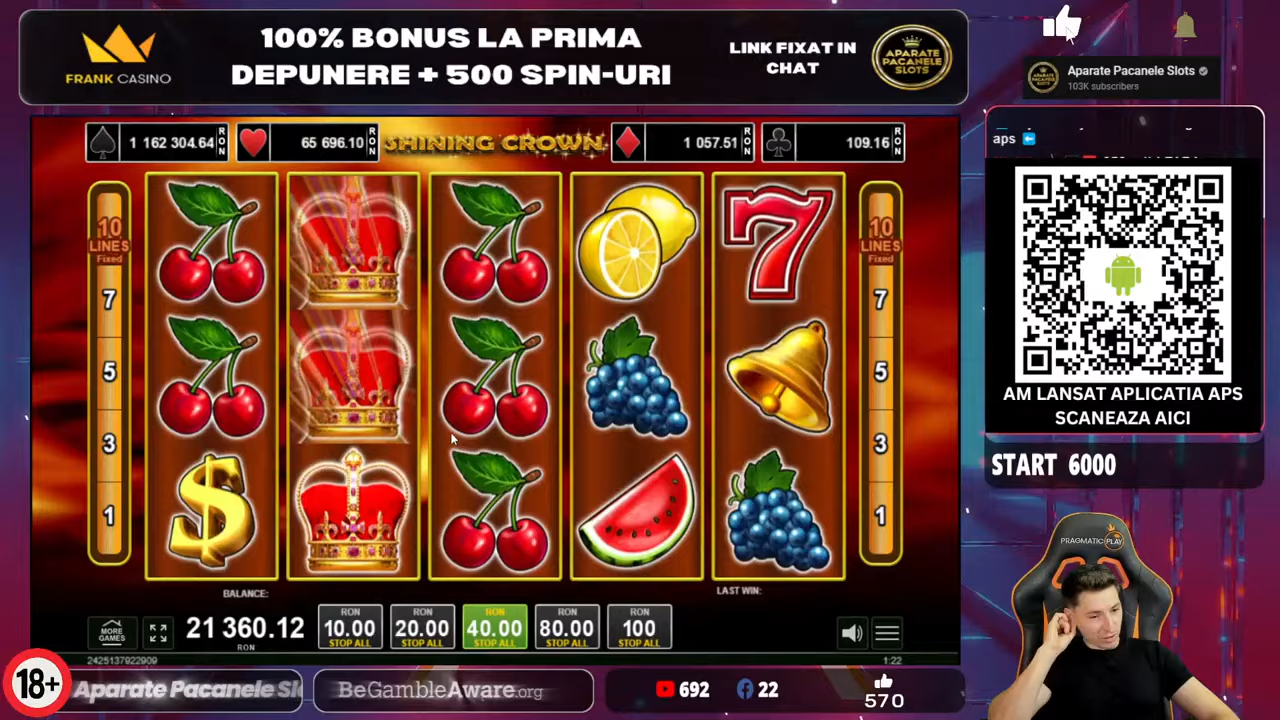 FRANK CASINO
100% BONUS LA PRIMA
DEPUNERE + 500 SPIN-URI
LINK FIXAT IN
CHAT
APARATE
PACANELE
SLOTS
Aparate Pacanele Slots
103K subscribers
1 162 304.64 RON
65 696.10 RON
SHINING CROWN
1 057.51 RON
109.16 RON
aps
10
LINES
Fixed
7
5
3
1
7
10
LINES
Fixed
7
5
3
1
AM LANSAT APLICATIA APS
SCANEAZA AICI
START 6000
PRAGMATIC PLAY
BALANCE:
LAST WIN:
MORE
GAMES
21 360.12
RON
RON
10.00
STOP ALL
RON
20.00
STOP ALL
RON
40.00
STOP ALL
RON
80.00
STOP ALL
RON
100
STOP ALL
2425137922909
1:22
18+
Aparate Pacanele Sl
BeGambleAware.org
692
22
570